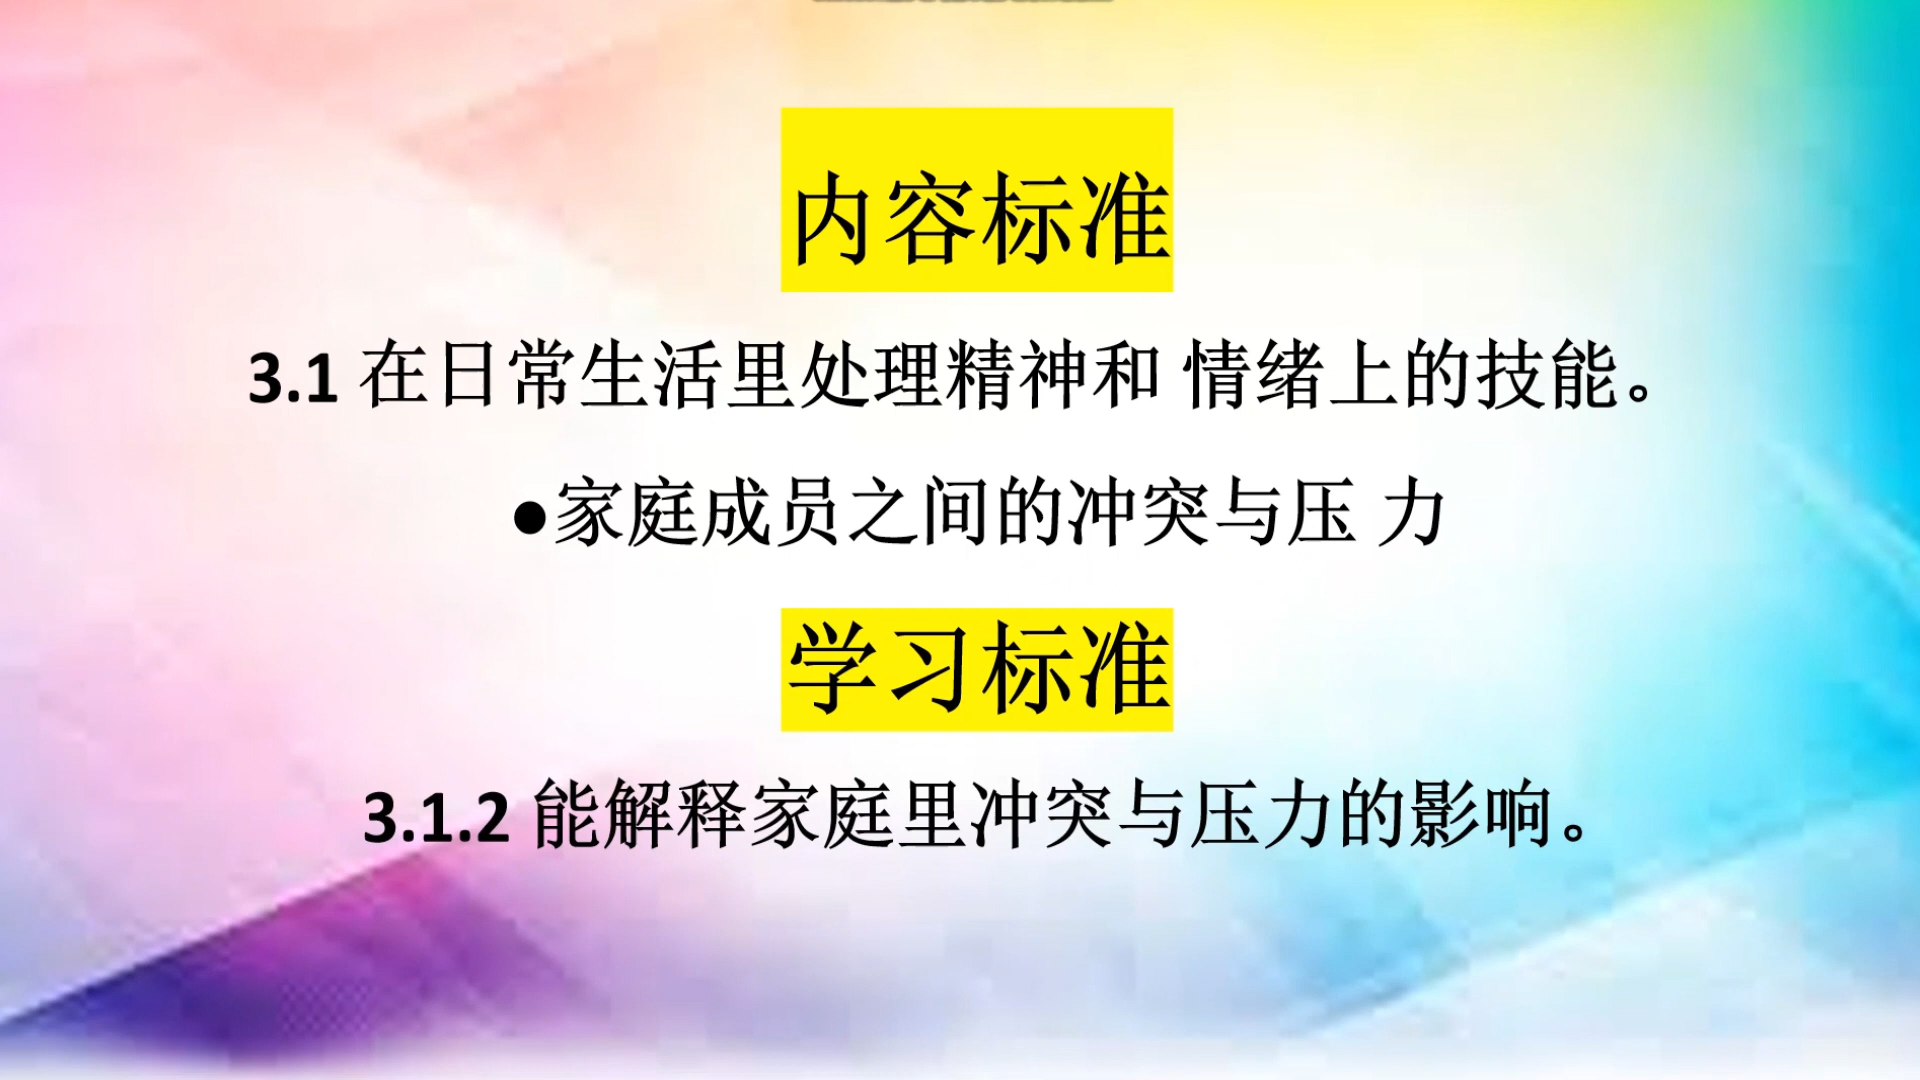 内容标准
3.1 在日常生活里处理精神和 情绪上的技能。
●家庭成员之间的冲突与压 力
学习标准
3.1.2 能解释家庭里冲突与压力的影响。